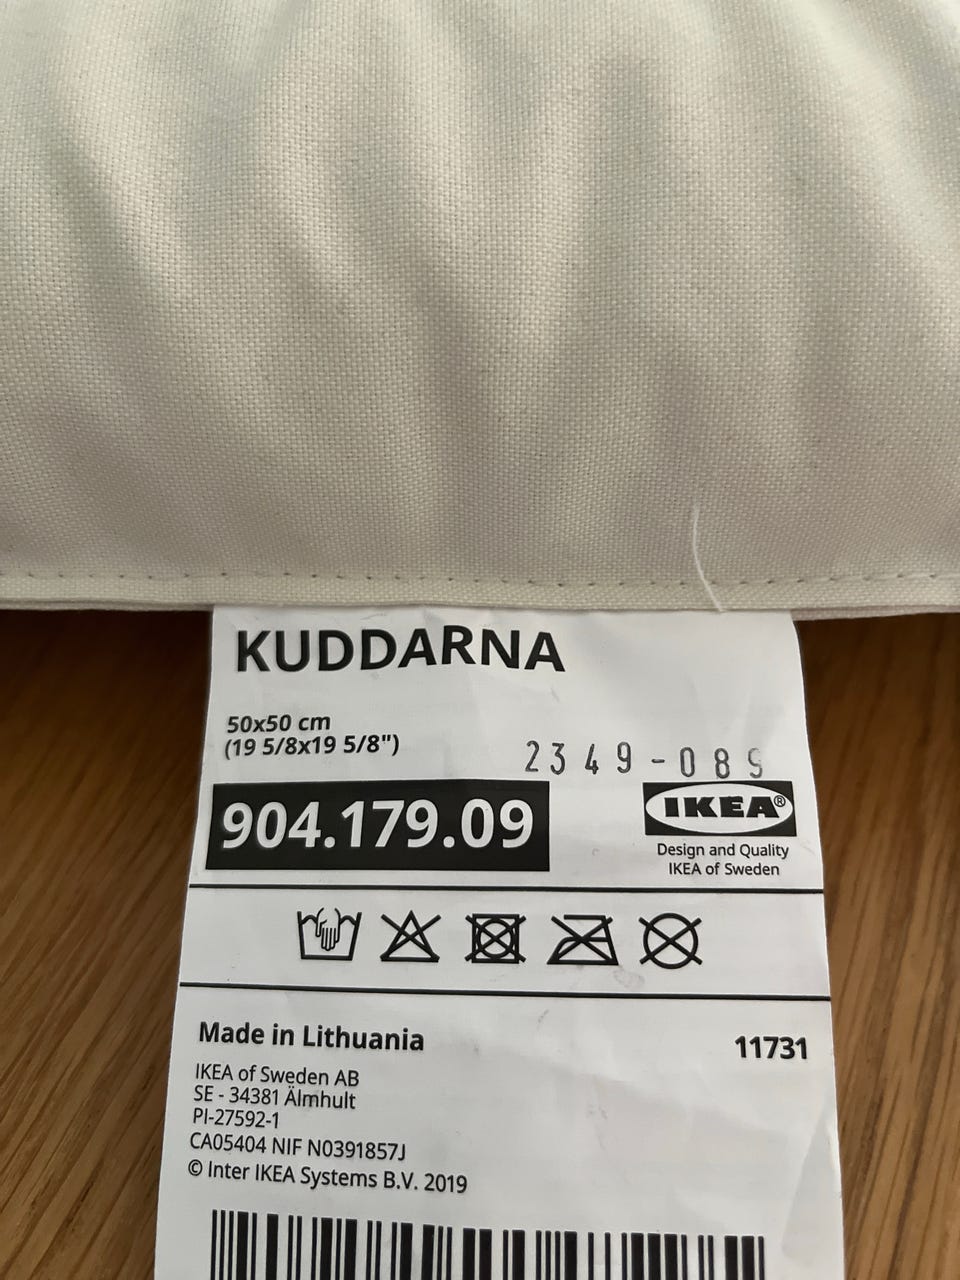 KUDDARNA
50x50 cm
(19 5/8x19 5/8")
2349-089
904.179.09
IKEA®
Design and Quality
IKEA of Sweden
Made in Lithuania
11731
IKEA of Sweden AB
SE - 34381 Älmhult
PI-27592-1
CA05404 NIF N0391857J
© Inter IKEA Systems B.V. 2019